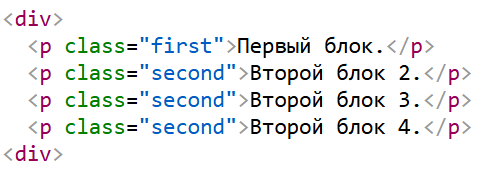 <div>
<p class="first">Первый блок.</p>
<p class="second">Второй блок 2.</p>
<p class="second">Второй блок 3.</p>
<p class="second">Второй блок 4.</p>
<div>